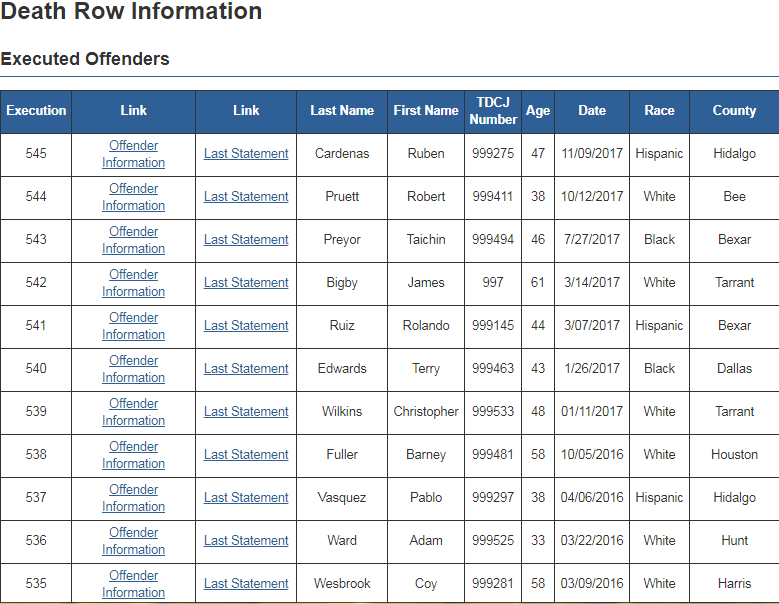 Death Row Information
Executed Offenders
Execution Link Link Last Name First Name TDCJ Number Age Date Race County
545 Offender Information Last Statement Cardenas Ruben 999275 47 11/09/2017 Hispanic Hidalgo
544 Offender Information Last Statement Pruett Robert 999411 38 10/12/2017 White Bee
543 Offender Information Last Statement Preyor Taichin 999494 46 7/27/2017 Black Bexar
542 Offender Information Last Statement Bigby James 997 61 3/14/2017 White Tarrant
541 Offender Information Last Statement Ruiz Rolando 999145 44 3/07/2017 Hispanic Bexar
540 Offender Information Last Statement Edwards Terry 999463 43 1/26/2017 Black Dallas
539 Offender Information Last Statement Wilkins Christopher 999533 48 01/11/2017 White Tarrant
538 Offender Information Last Statement Fuller Barney 999481 58 10/05/2016 White Houston
537 Offender Information Last Statement Vasquez Pablo 999297 38 04/06/2016 Hispanic Hidalgo
536 Offender Information Last Statement Ward Adam 999525 33 03/22/2016 White Hunt
535 Offender Information Last Statement Wesbrook Coy 999281 58 03/09/2016 White Harris